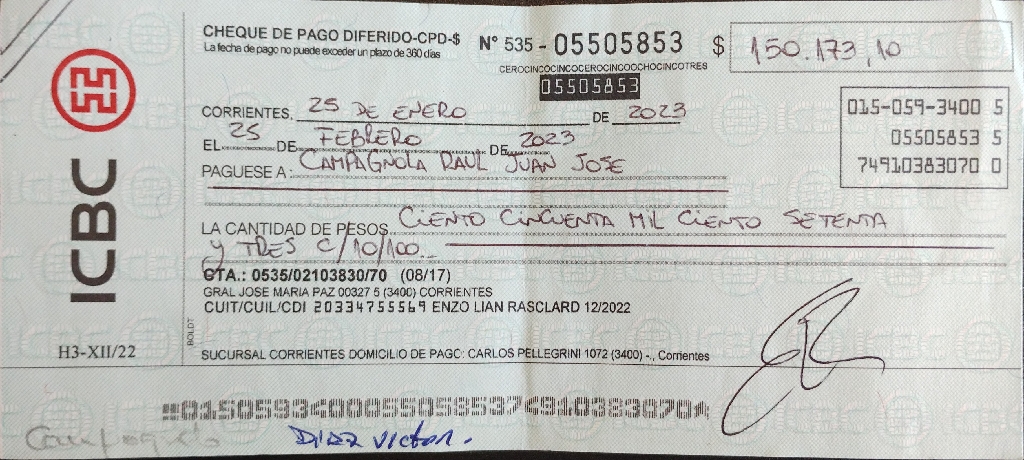 CHEQUE DE PAGO DIFERIDO-CPD-$
La fecha de pago no puede exceder un plazo de 360 días
Nº 535 - 05505853
CEROCINCOCINCOCEROCINCOOCHOCINCOTRES
05505853
$ 150.173,10
015-059-3400 5
05505853 5
74910383070 0
CORRIENTES, 25 DE ENERO DE 2023
EL 25 DE FEBRERO DE 2023
PAGUESE A: CAMPAGNOLA RAUL JUAN JOSE
LA CANTIDAD DE PESOS CIENTO CINCUENTA MIL CIENTO SETENTA
y TRES C/10/100.-
CTA.: 0535/02103830/70 (08/17)
GRAL JOSE MARIA PAZ 00327 5 (3400) CORRIENTES
CUIT/CUIL/CDI 20334755569 ENZO LIAN RASCLARD 12/2022
BOLDT
SUCURSAL CORRIENTES DOMICILIO DE PAGO: CARLOS PELLEGRINI 1072 (3400) -., Corrientes
ICBC
H3-XII/22
DIAZ VICTOR.